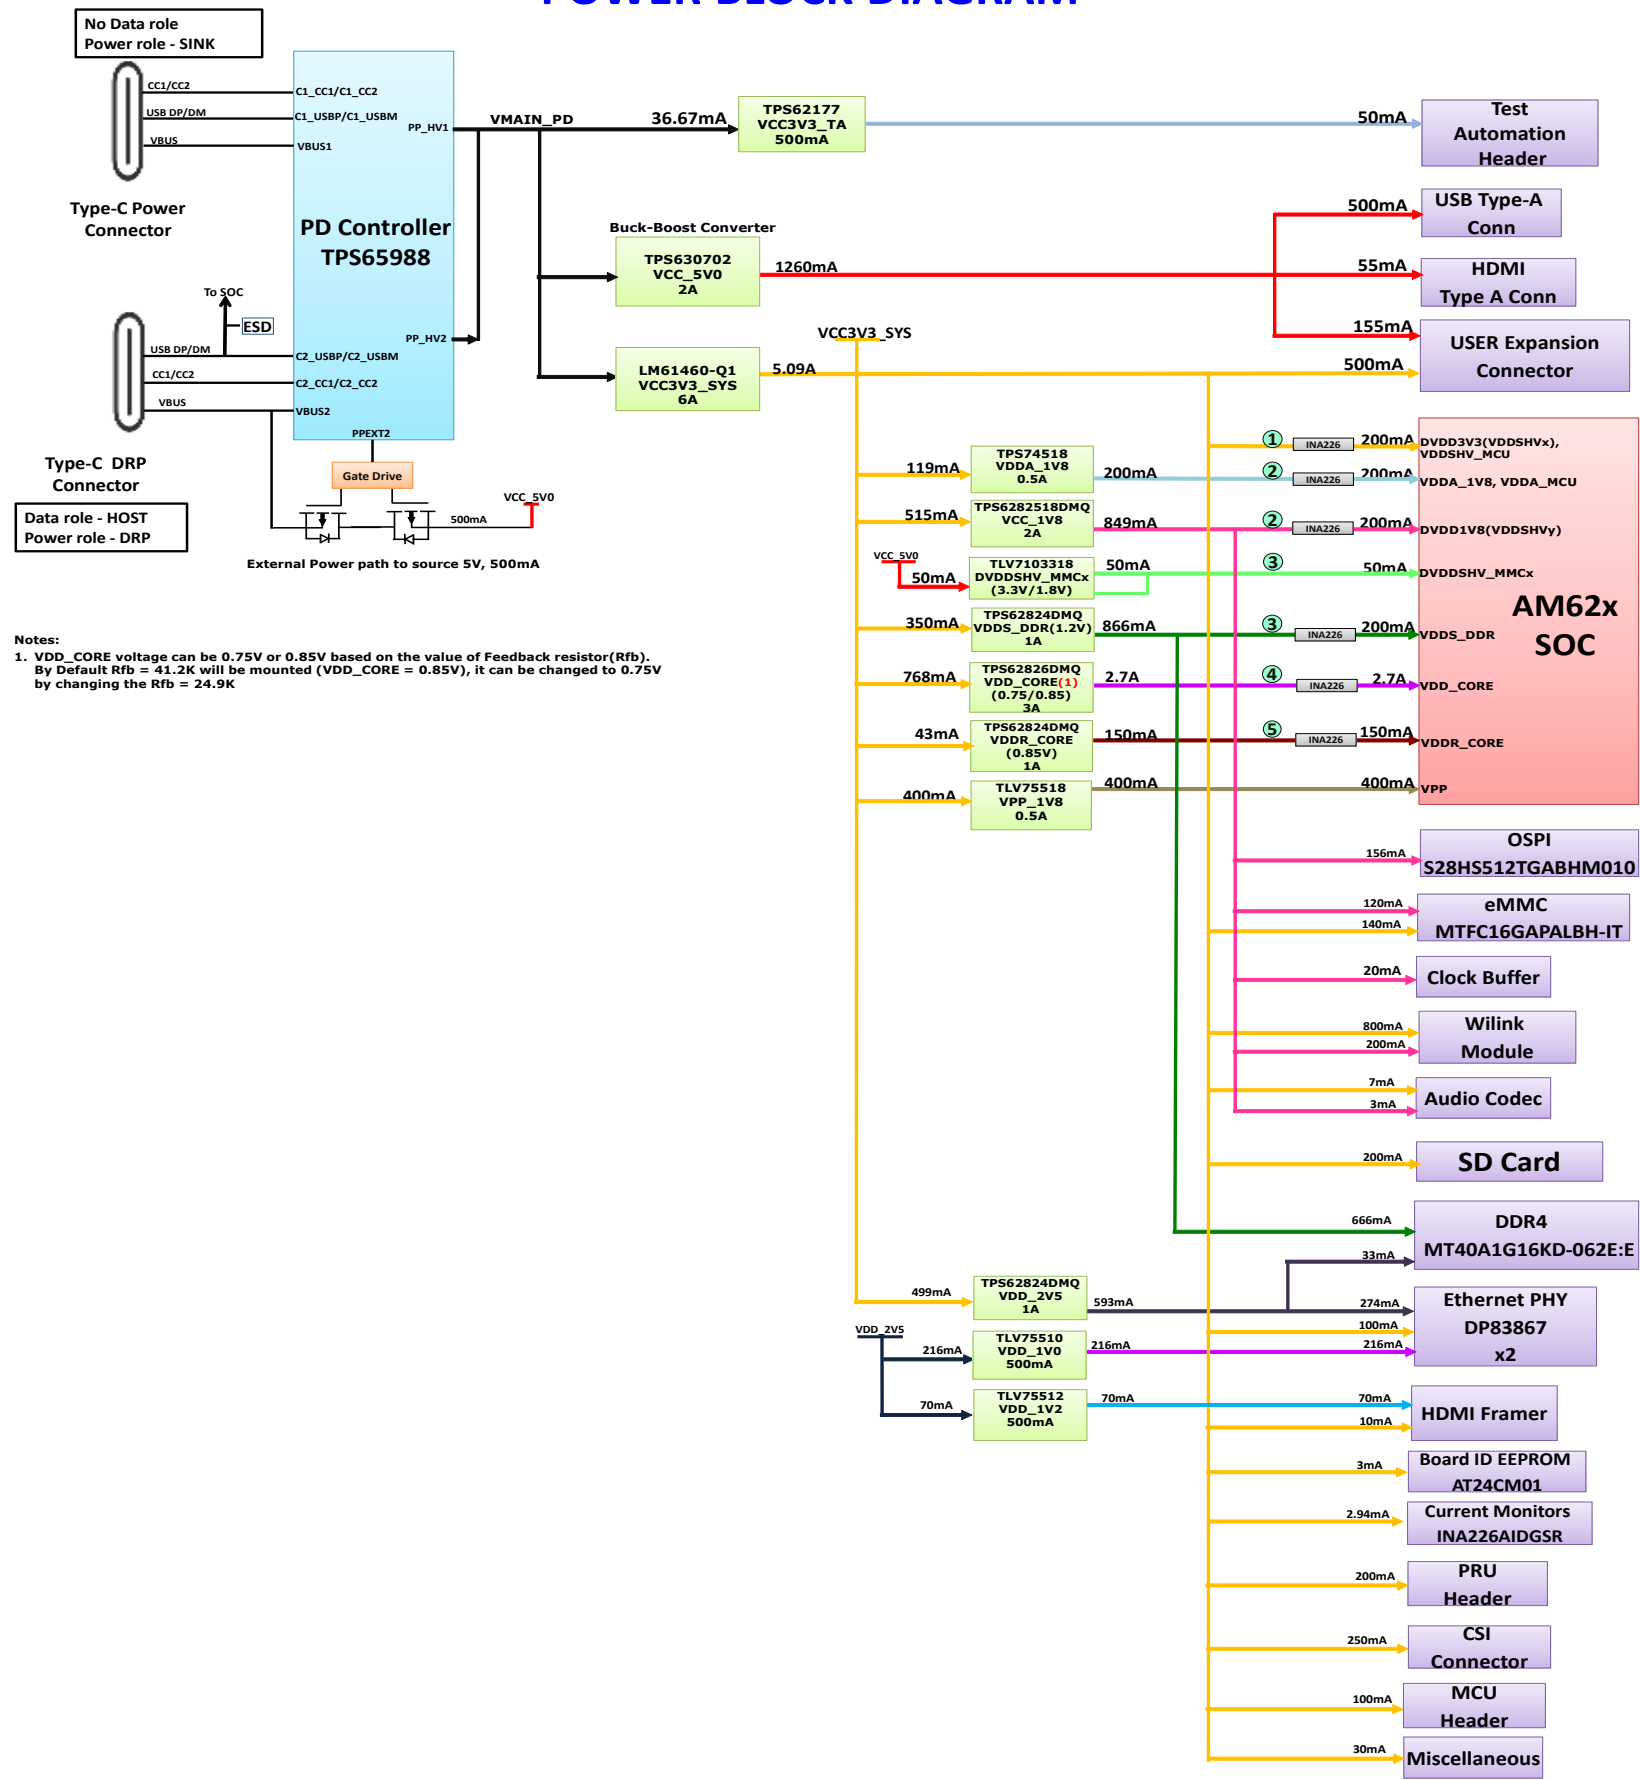 POWER BLOCK DIAGRAM
No Data role
Power role - SINK
CC1/CC2
USB DP/DM
VBUS
Type-C Power
Connector
C1_CC1/C1_CC2
C1_USBP/C1_USBM
VBUS1
PP_HV1
PD Controller
TPS65988
PP_HV2
C2_USBP/C2_USBM
C2_CC1/C2_CC2
VBUS2
PPEXT2
To SOC
ESD
USB DP/DM
CC1/CC2
VBUS
Type-C DRP
Connector
Data role - HOST
Power role - DRP
Gate Drive
500mA
VCC_5V0
External Power path to source 5V, 500mA
Notes:
1. VDD_CORE voltage can be 0.75V or 0.85V based on the value of Feedback resistor(Rfb).
By Default Rfb = 41.2K will be mounted (VDD_CORE = 0.85V), it can be changed to 0.75V
by changing the Rfb = 24.9K
VMAIN_PD
36.67mA
TPS62177
VCC3V3_TA
500mA
50mA
Test
Automation
Header
Buck-Boost Converter
TPS630702
VCC_5V0
2A
1260mA
500mA
USB Type-A
Conn
55mA
HDMI
Type A Conn
155mA
USER Expansion
Connector
500mA
VCC3V3_SYS
LM61460-Q1
VCC3V3_SYS
6A
5.09A
1
INA226
200mA
DVDD3V3(VDDSHVx),
VDDSHV_MCU
119mA
TPS74518
VDDA_1V8
0.5A
200mA
2
INA226
200mA
VDDA_1V8, VDDA_MCU
515mA
TPS6282518DMQ
VCC_1V8
2A
849mA
2
INA226
200mA
DVDD1V8(VDDSHVy)
VCC_5V0
50mA
TLV7103318
DVDDSHV_MMCx
(3.3V/1.8V)
50mA
3
50mA
DVDDSHV_MMCx
AM62x
SOC
350mA
TPS62824DMQ
VDDS_DDR(1.2V)
1A
866mA
3
INA226
200mA
VDDS_DDR
768mA
TPS62826DMQ
VDD_CORE(1)
(0.75/0.85)
3A
2.7A
4
INA226
2.7A
VDD_CORE
43mA
TPS62824DMQ
VDDR_CORE
(0.85V)
1A
150mA
5
INA226
150mA
VDDR_CORE
400mA
TLV75518
VPP_1V8
0.5A
400mA
400mA
VPP
156mA
OSPI
S28HS512TGABHM010
120mA
140mA
eMMC
MTFC16GAPALBH-IT
20mA
Clock Buffer
800mA
200mA
Wilink
Module
7mA
3mA
Audio Codec
200mA
SD Card
666mA
33mA
DDR4
MT40A1G16KD-062E:E
499mA
TPS62824DMQ
VDD_2V5
1A
593mA
274mA
100mA
216mA
Ethernet PHY
DP83867
x2
VDD_2V5
216mA
TLV75510
VDD_1V0
500mA
216mA
70mA
TLV75512
VDD_1V2
500mA
70mA
70mA
10mA
HDMI Framer
3mA
Board ID EEPROM
AT24CM01
2.94mA
Current Monitors
INA226AIDGSR
200mA
PRU
Header
250mA
CSI
Connector
100mA
MCU
Header
30mA
Miscellaneous